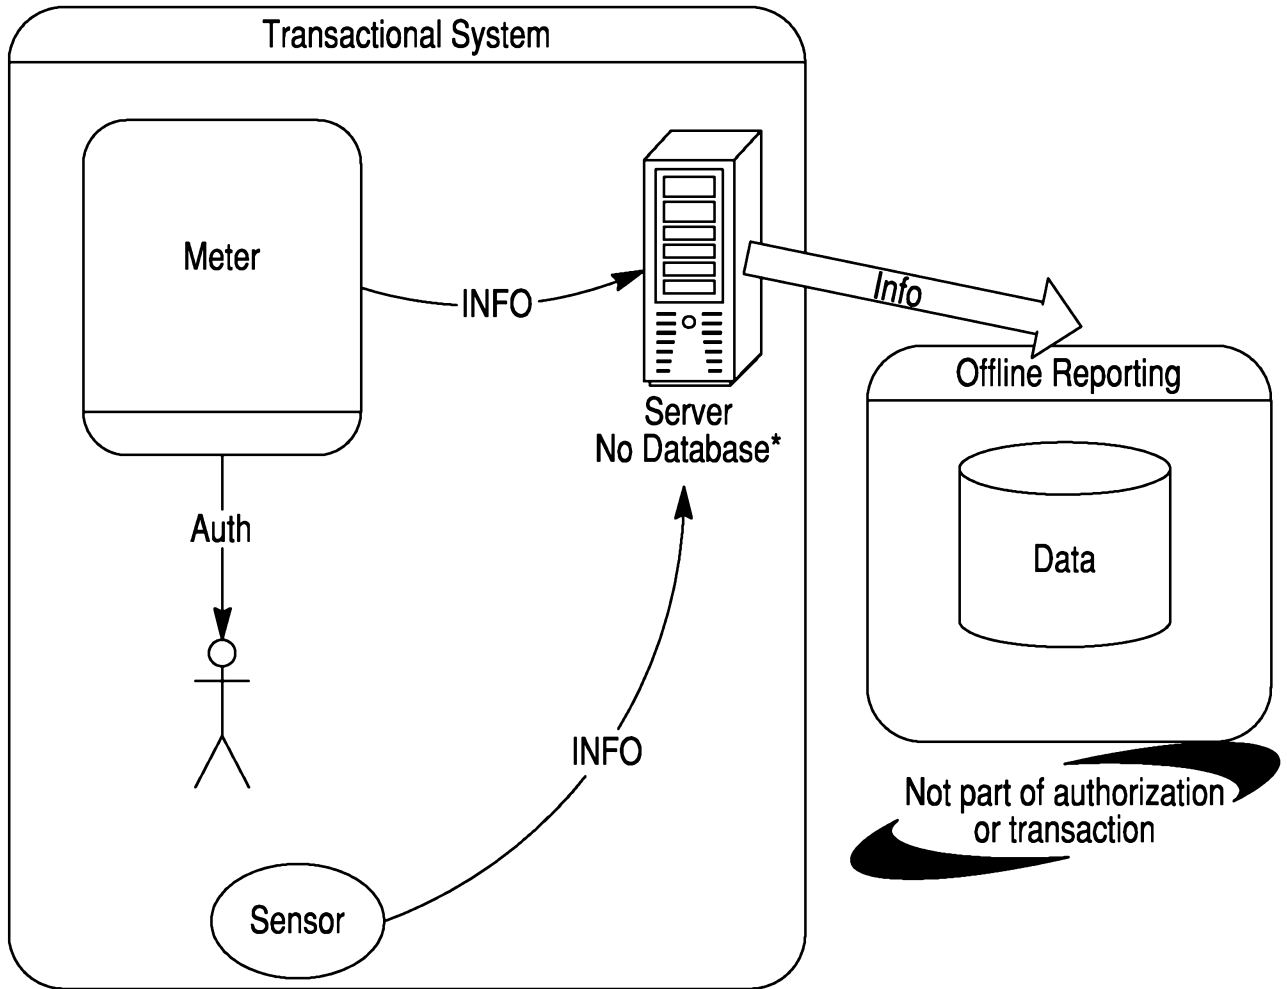 Transactional System
Meter
INFO
Info
Server
No Database*
Offline Reporting
Data
Auth
INFO
Sensor
Not part of authorization
or transaction